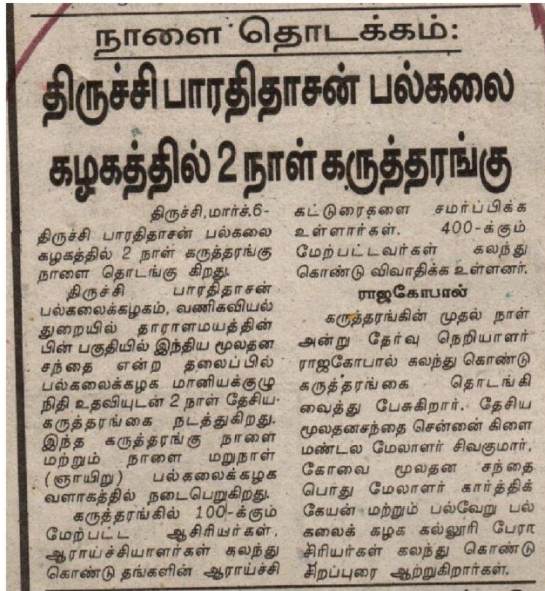 நாளை தொடக்கம்:
திருச்சி பாரதிதாசன் பல்கலை
கழகத்தில் 2 நாள் கருத்தரங்கு
திருச்சி,மார்ச்.6-
திருச்சி பாரதிதாசன் பல்கலை
கழகத்தில் 2 நாள் கருத்தரங்கு
நாளை தொடங்கு கிறது.
திருச்சி பாரதிதாசன்
பல்கலைக்கழகம், வணிகவியல்
துறையில் தாராளமயத்தின்
பின் பகுதியில் இந்திய மூலதன
சந்தை என்ற தலைப்பில்
பல்கலைக்கழக மானியக்குழு
நிதி உதவியுடன் 2 நாள் தேசிய
கருத்தரங்கை நடத்துகிறது.
இந்த கருத்தரங்கு நாளை
மற்றும் நாளை மறுநாள்
(ஞாயிறு) பல்கலைக்கழக
வளாகத்தில் நடைபெறுகிறது.
கருத்தரங்கில் 100-க்கும்
மேற்பட்ட ஆசிரியர்கள்,
ஆராய்ச்சியாளர்கள் கலந்து
கொண்டு தங்களின் ஆராய்ச்சி
கட்டுரைதளை சமர்ப்பிக்க
உள்ளார்கள். 400-க்கும்
மேற்பட்டவர்கள் கலந்து
கொண்டு விவாதிக்க உள்ளனர்.
ராஜகோபால்
கருத்தரங்கின் முதல் நாள்
அன்று தேர்வு நெறியாளர்
ராஜகோபால் கலந்து கொண்டு
கருத்தரங்கை தொடங்கி
வைத்து பேசுகிறார். தேசிய
மூலதனசந்தை சென்னை கிளை
மண்டல மேலாளர் சிவகுமார்,
கோவை மூலதன சந்தை
பொது மேலாளர் கார்த்திக்
கேயன் மற்றும் பல்வேறு பல்
கலைக் கழக கல்லூரி பேரா
சிரியர்கள் கலந்து கொண்டு
சிறப்புரை ஆற்றுகிறார்கள்.